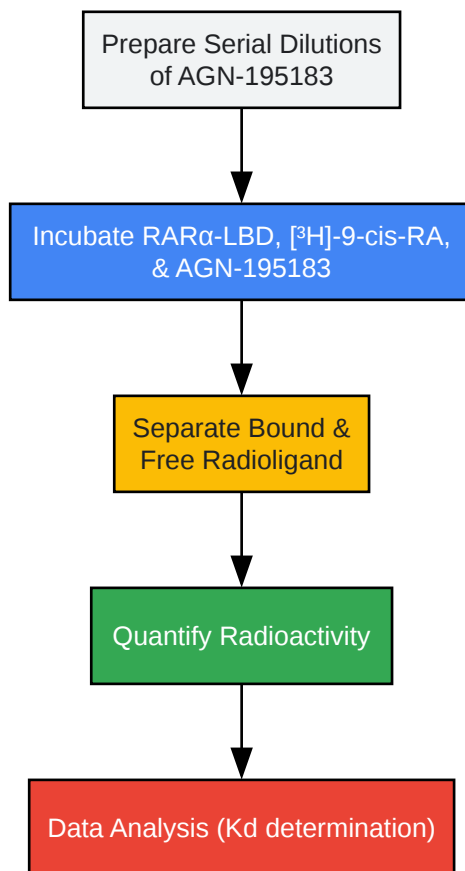 Prepare Serial Dilutions
of AGN-195183
Incubate RARα-LBD, [³H]-9-cis-RA,
& AGN-195183
Separate Bound &
Free Radioligand
Quantify Radioactivity
Data Analysis (Kd determination)